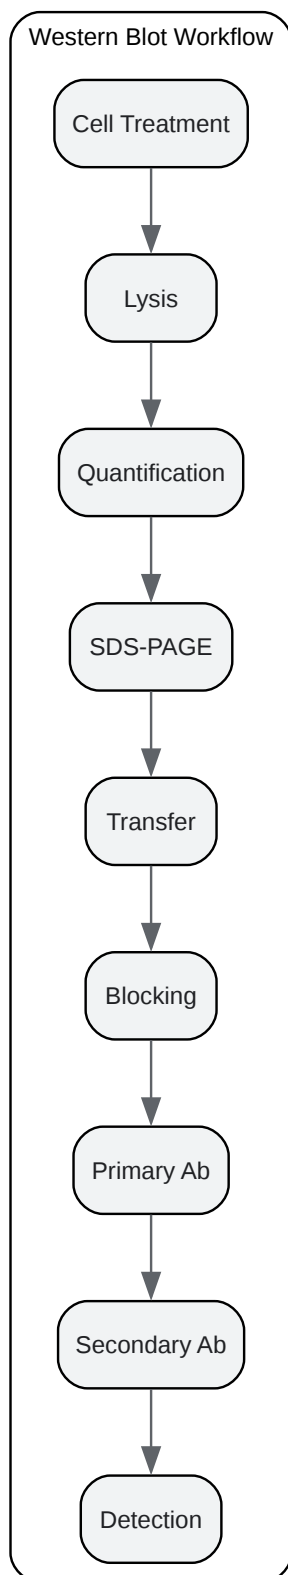 Western Blot Workflow
Cell Treatment
Lysis
Quantification
SDS-PAGE
Transfer
Blocking
Primary Ab
Secondary Ab
Detection